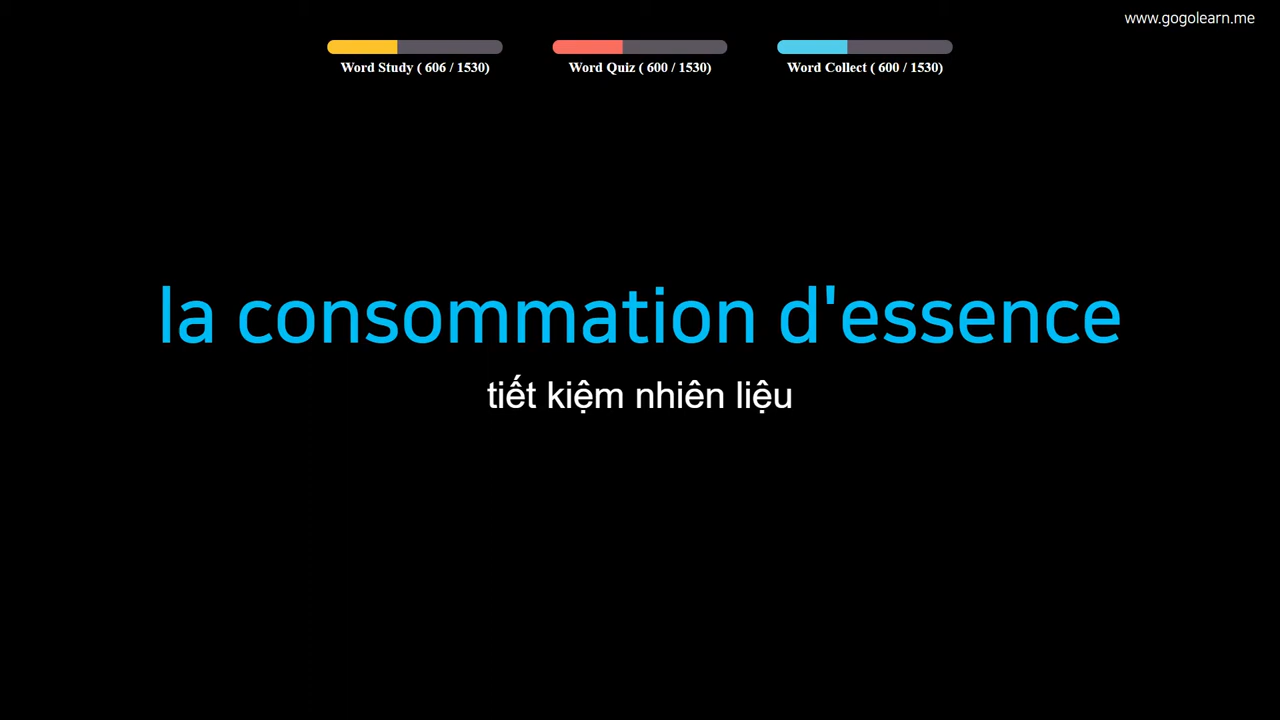 www.gogolearn.me
Word Study ( 606 / 1530)
Word Quiz ( 600 / 1530)
Word Collect ( 600 / 1530)
la consommation d'essence
tiết kiệm nhiên liệu